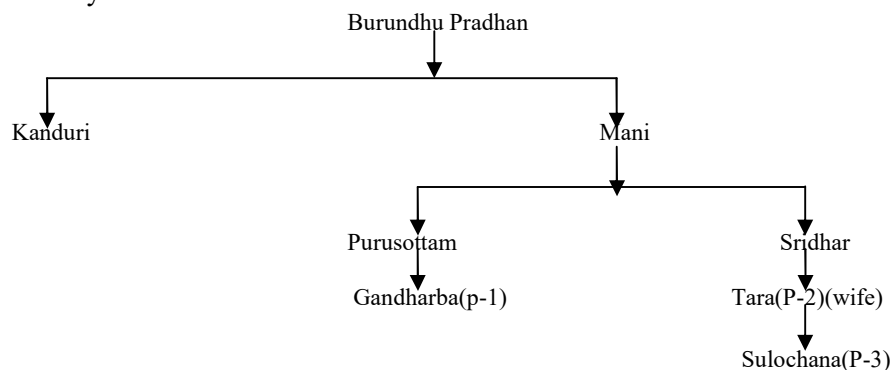 Burundhu Pradhan
Kanduri Mani
Purusottam Sridhar
Gandharba(p-1) Tara(P-2)(wife)
Sulochana(P-3)